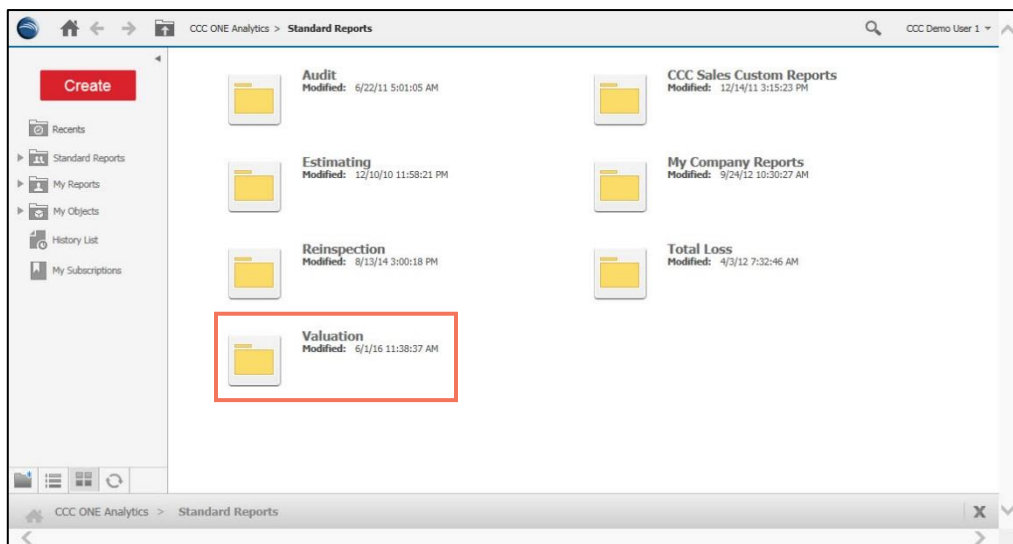 CCC ONE Analytics > Standard Reports
CCC Demo User 1
Create
Recents
Standard Reports
My Reports
My Objects
History List
My Subscriptions
Audit
Modified: 6/22/11 5:01:05 AM
CCC Sales Custom Reports
Modified: 12/14/11 3:15:23 PM
Estimating
Modified: 12/10/10 11:58:21 PM
My Company Reports
Modified: 9/24/12 10:30:27 AM
Reinspection
Modified: 8/13/14 3:00:18 PM
Total Loss
Modified: 4/3/12 7:32:46 AM
Valuation
Modified: 6/1/16 11:38:37 AM
CCC ONE Analytics > Standard Reports
X